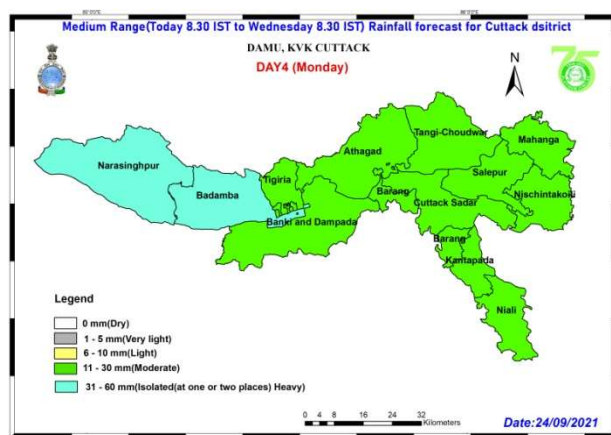 Medium Range(Today 8.30 IST to Wednesday 8.30 IST) Rainfall forecast for Cuttack dsitrict
DAMU, KVK CUTTACK
DAY4 (Monday)
N
75
Tangi-Choudwar
Mahanga
Athagad
Narasinghpur
Salepur
Tigiria
Badamba
Barang
Nischintakoili
Cuttack Sadar
Banki and Dampada
Barang
Kantapada
Niali
Legend
0 mm(Dry)
1 - 5 mm(Very light)
6 - 10 mm(Light)
11 - 30 mm(Moderate)
31 - 60 mm(Isolated(at one or two places) Heavy)
0 4 8 16 24 32
Kilometers
Date:24/09/2021